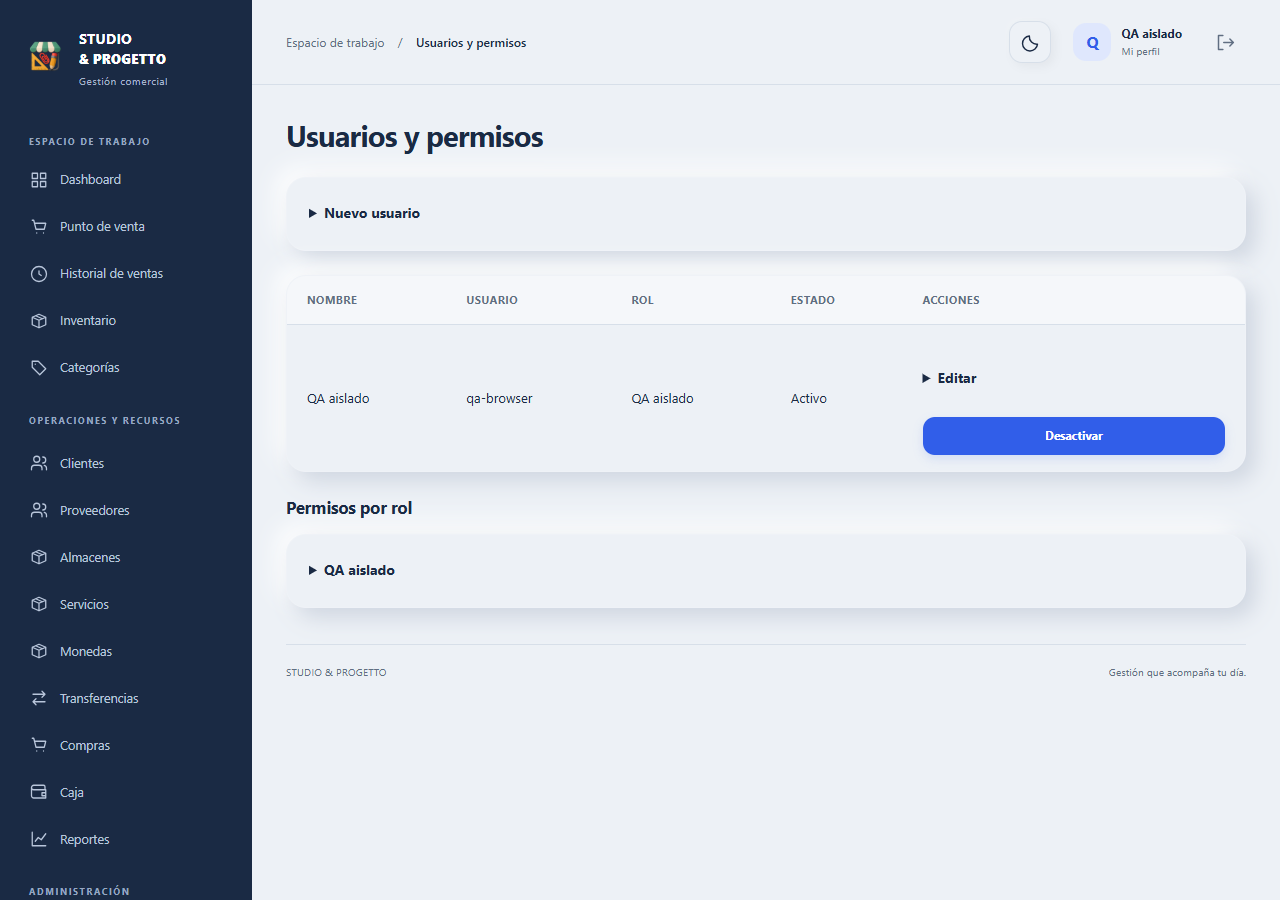 STUDIO
& PROGETTO
Gestión comercial
ESPACIO DE TRABAJO
Dashboard
Punto de venta
Historial de ventas
Inventario
Categorías
OPERACIONES Y RECURSOS
Clientes
Proveedores
Almacenes
Servicios
Monedas
Transferencias
Compras
Caja
Reportes
ADMINISTRACIÓN
Espacio de trabajo / Usuarios y permisos
Q
QA aislado
Mi perfil
Usuarios y permisos
Nuevo usuario
NOMBRE USUARIO ROL ESTADO ACCIONES
QA aislado qa-browser QA aislado Activo
Editar
Desactivar
Permisos por rol
QA aislado
STUDIO & PROGETTO
Gestión que acompaña tu día.